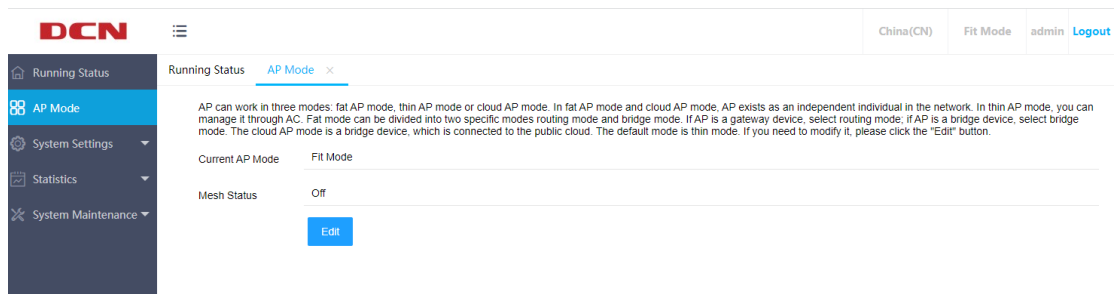 DCN
China(CN) Fit Mode admin Logout
Running Status
AP Mode
System Settings
Statistics
System Maintenance
Running Status AP Mode ×
AP can work in three modes: fat AP mode, thin AP mode or cloud AP mode. In fat AP mode and cloud AP mode, AP exists as an independent individual in the network. In thin AP mode, you can
manage it through AC. Fat mode can be divided into two specific modes routing mode and bridge mode. If AP is a gateway device, select routing mode; if AP is a bridge device, select bridge
mode. The cloud AP mode is a bridge device, which is connected to the public cloud. The default mode is thin mode. If you need to modify it, please click the "Edit" button.
Current AP Mode Fit Mode
Mesh Status Off
Edit